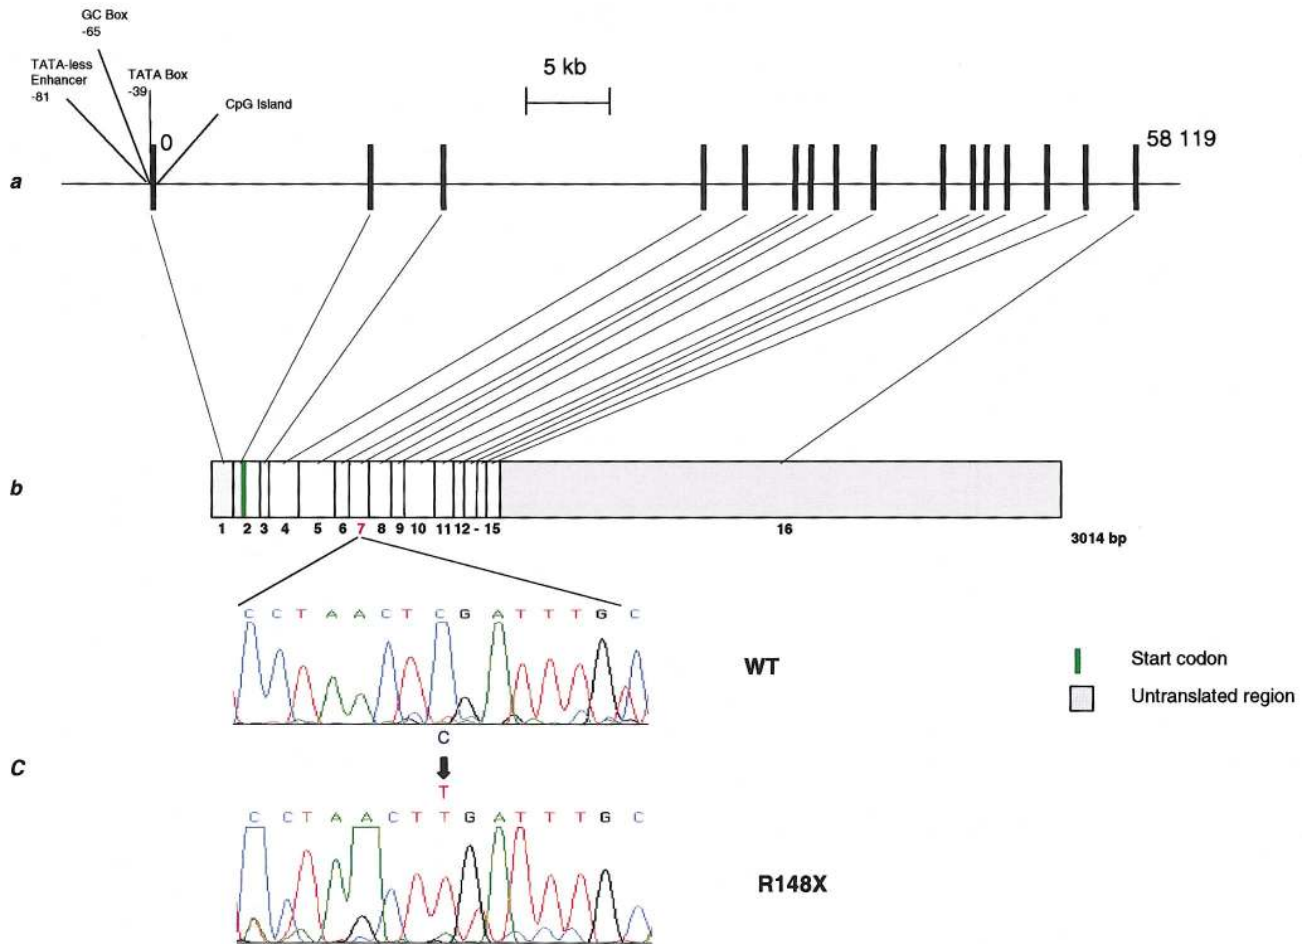 GC Box
-65
TATA-less
Enhancer
-81
TATA Box
-39
CpG Island
5 kb
0
58 119
a
b
1 2 3 4 5 6 7 8 9 10 11 12 - 15 16
3014 bp
C C T A A C T C G A T T T G C
WT
Start codon
Untranslated region
C
C
T
C C T A A C T T G A T T T G C
R148X